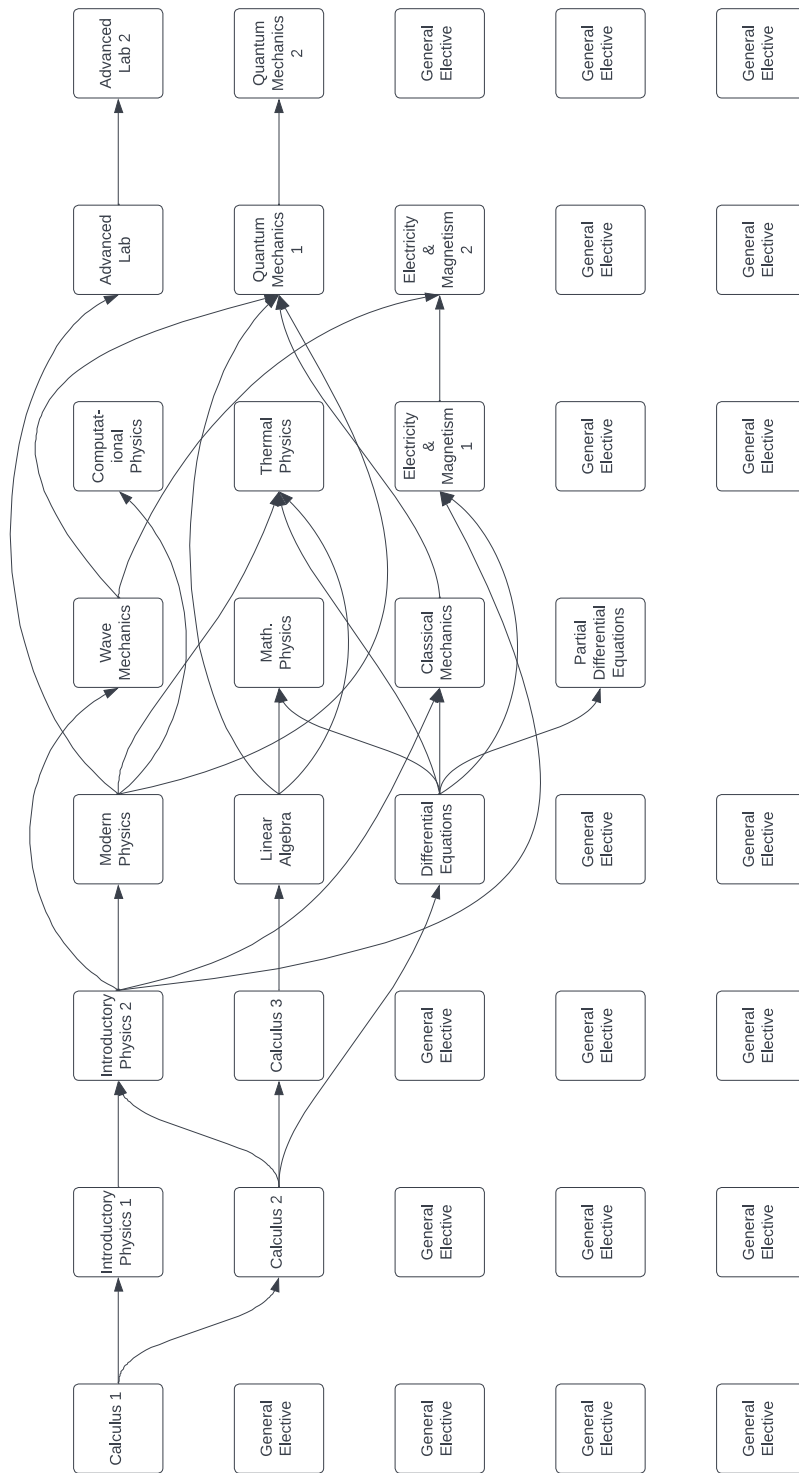 Calculus 1
General
Elective
General
Elective
General
Elective
General
Elective
Introductory
Physics 1
Calculus 2
General
Elective
General
Elective
General
Elective
Introductory
Physics 2
Calculus 3
General
Elective
General
Elective
General
Elective
Modern
Physics
Linear
Algebra
Differential
Equations
General
Elective
General
Elective
Wave
Mechanics
Math.
Physics
Classical
Mechanics
Partial
Differential
Equations
Computat-
ional
Physics
Thermal
Physics
Electricity
&
Magnetism
1
General
Elective
General
Elective
Advanced
Lab
Quantum
Mechanics
1
Electricity
&
Magnetism
2
General
Elective
General
Elective
Advanced
Lab 2
Quantum
Mechanics
2
General
Elective
General
Elective
General
Elective